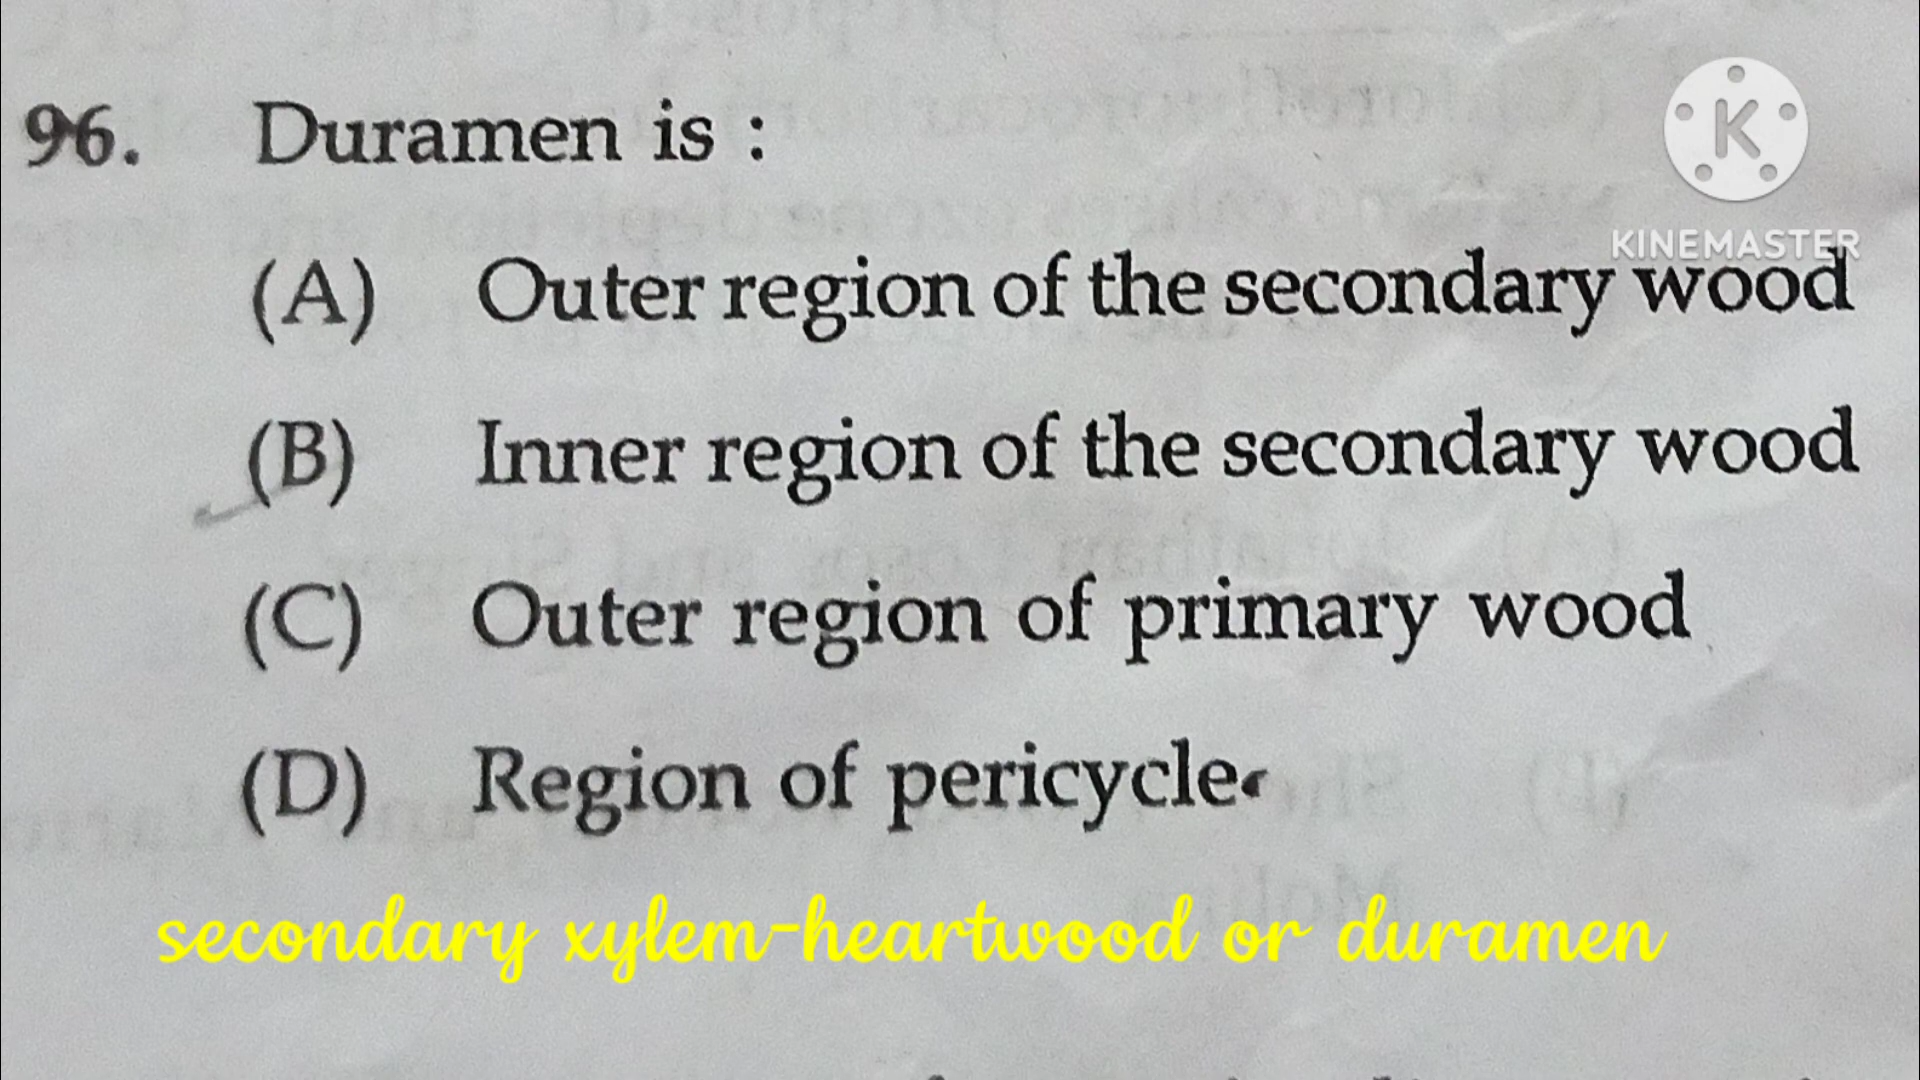 96. Duramen is :
K
KINEMASTER
(A) Outer region of the secondary wood
(B) Inner region of the secondary wood
(C) Outer region of primary wood
(D) Region of pericycle
secondary xylem-heartwood or duramen